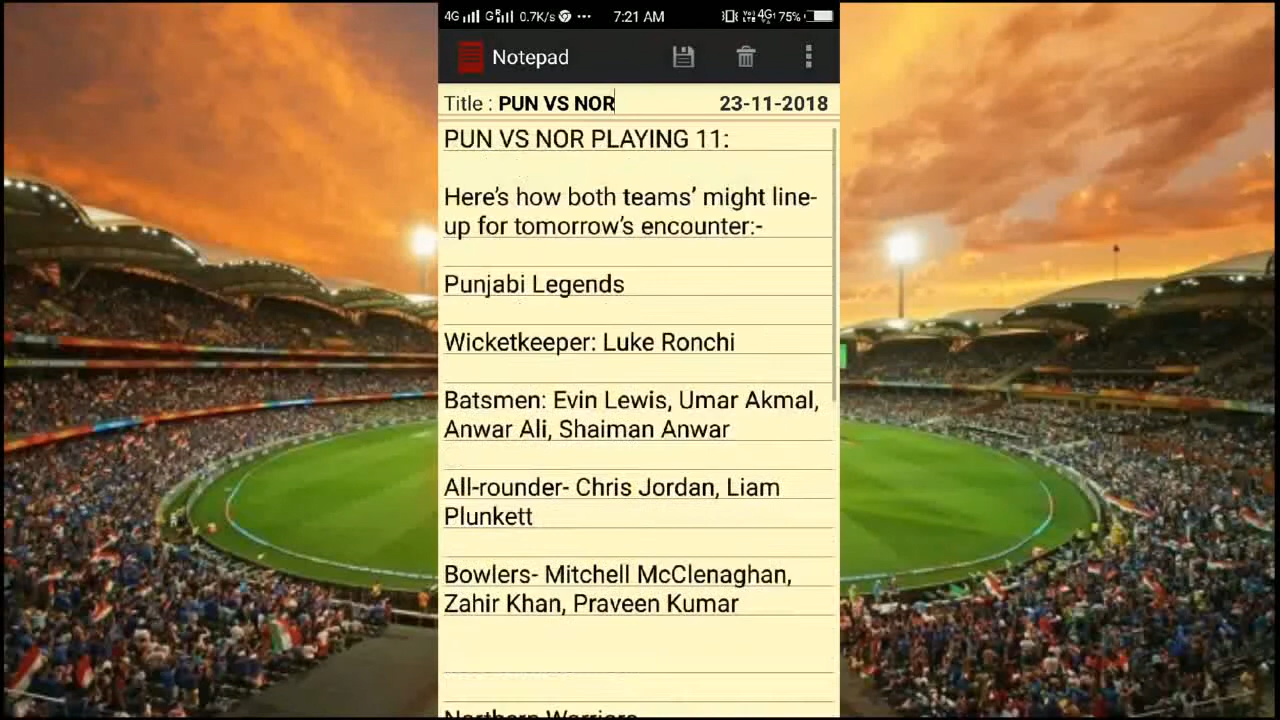 4G 0.7K/s 7:21 AM 4G 75%
Notepad
Title : PUN VS NOR 23-11-2018
PUN VS NOR PLAYING 11:
Here’s how both teams’ might line-
up for tomorrow’s encounter:-
Punjabi Legends
Wicketkeeper: Luke Ronchi
Batsmen: Evin Lewis, Umar Akmal,
Anwar Ali, Shaiman Anwar
All-rounder- Chris Jordan, Liam
Plunkett
Bowlers- Mitchell McClenaghan,
Zahir Khan, Praveen Kumar
Northern Warriors